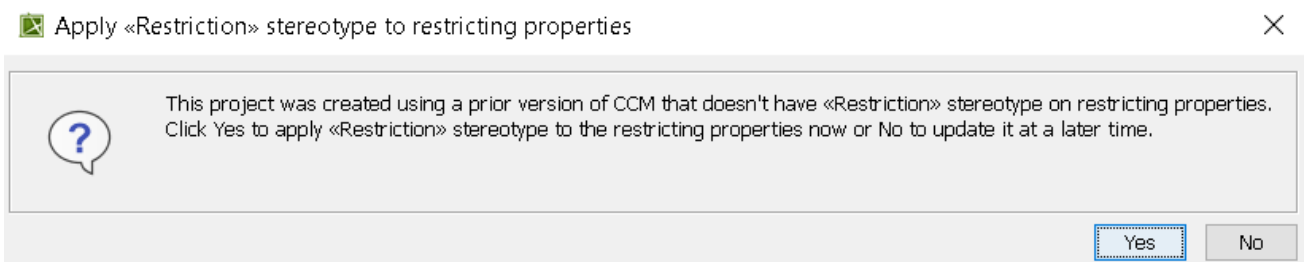 Apply «Restriction» stereotype to restricting properties
This project was created using a prior version of CCM that doesn't have «Restriction» stereotype on restricting properties.
Click Yes to apply «Restriction» stereotype to the restricting properties now or No to update it at a later time.
Yes No